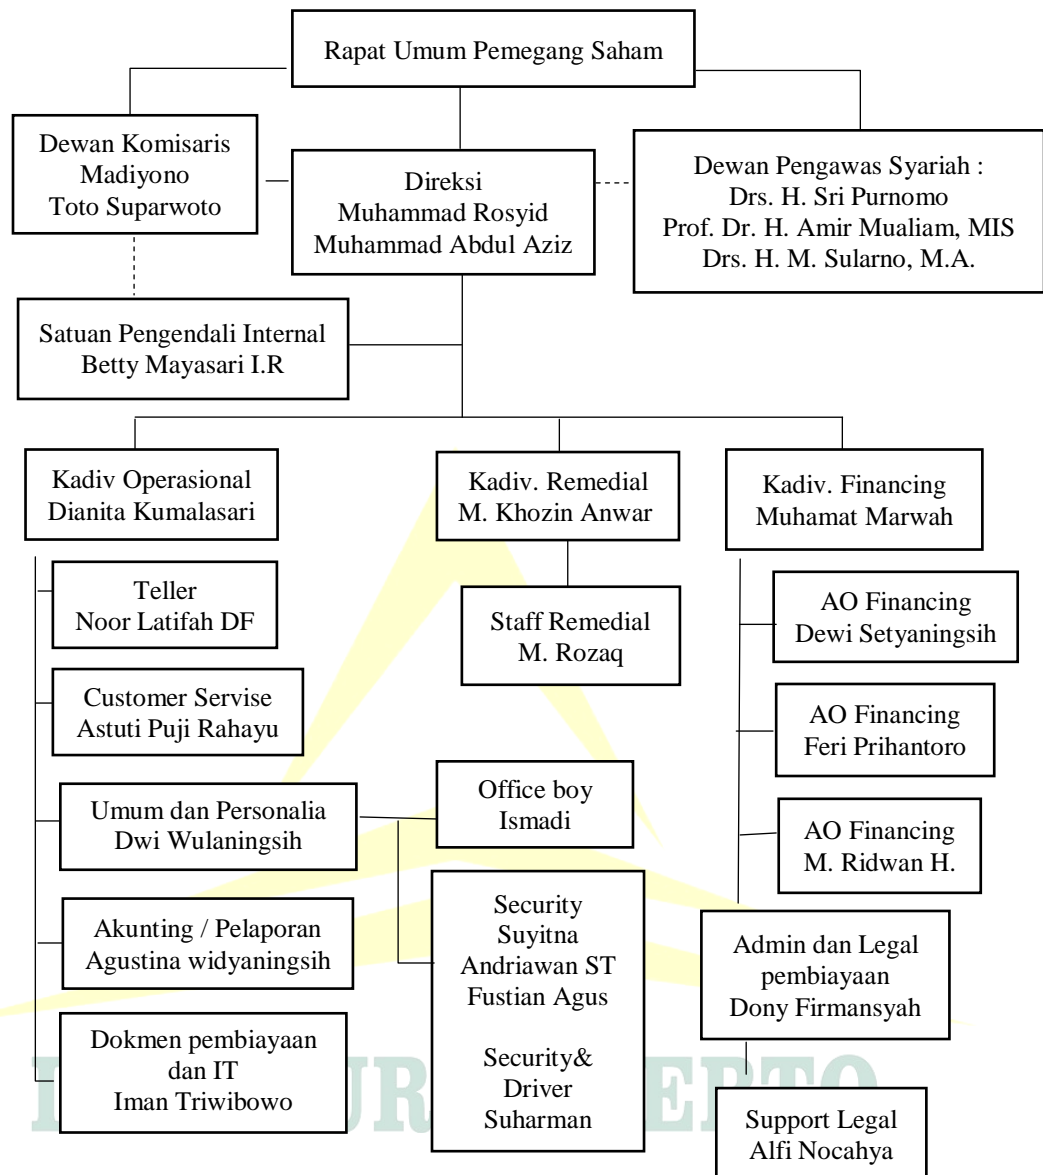 Rapat Umum Pemegang Saham
Dewan Komisaris
Madiyono
Toto Suparwoto
Direksi
Muhammad Rosyid
Muhammad Abdul Aziz
Dewan Pengawas Syariah :
Drs. H. Sri Purnomo
Prof. Dr. H. Amir Mualiam, MIS
Drs. H. M. Sularno, M.A.
Satuan Pengendali Internal
Betty Mayasari I.R
Kadiv Operasional
Dianita Kumalasari
Kadiv. Remedial
M. Khozin Anwar
Kadiv. Financing
Muhamat Marwah
Teller
Noor Latifah DF
Staff Remedial
M. Rozaq
AO Financing
Dewi Setyaningsih
Customer Servise
Astuti Puji Rahayu
AO Financing
Feri Prihantoro
Umum dan Personalia
Dwi Wulaningsih
Office boy
Ismadi
AO Financing
M. Ridwan H.
Akunting / Pelaporan
Agustina widyaningsih
Security
Suyitna
Andriawan ST
Fustian Agus
Security&
Driver
Suharman
Admin dan Legal
pembiayaan
Dony Firmansyah
Dokmen pembiayaan
dan IT
Iman Triwibowo
Support Legal
Alfi Nocahya